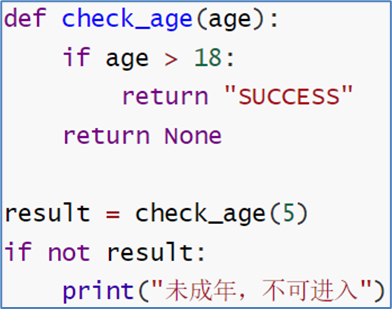 def check_age(age):
    if age > 18:
        return "SUCCESS"
    return None

result = check_age(5)
if not result:
    print("未成年，不可进入")